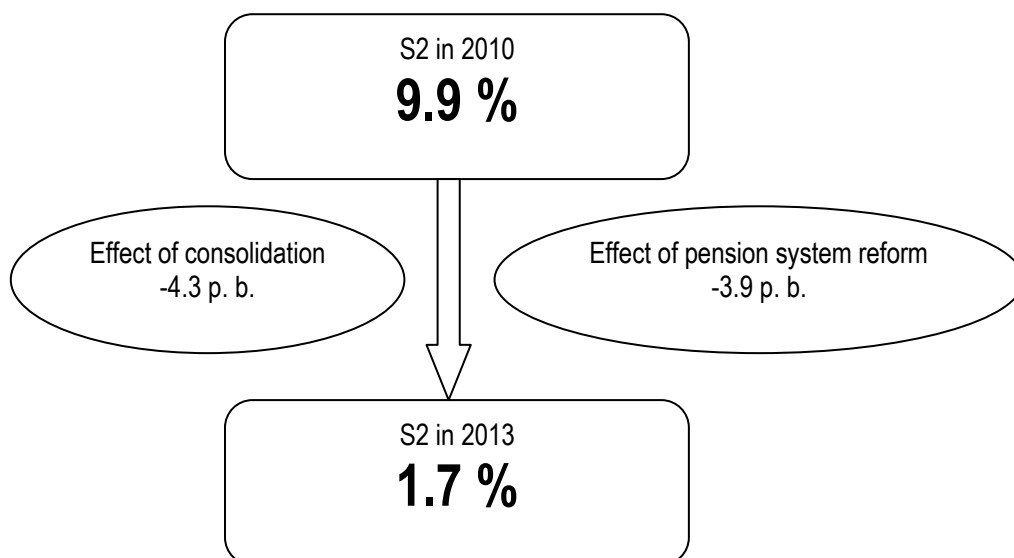 S2 in 2010
9.9 %
Effect of consolidation
-4.3 p. b.
Effect of pension system reform
-3.9 p. b.
S2 in 2013
1.7 %